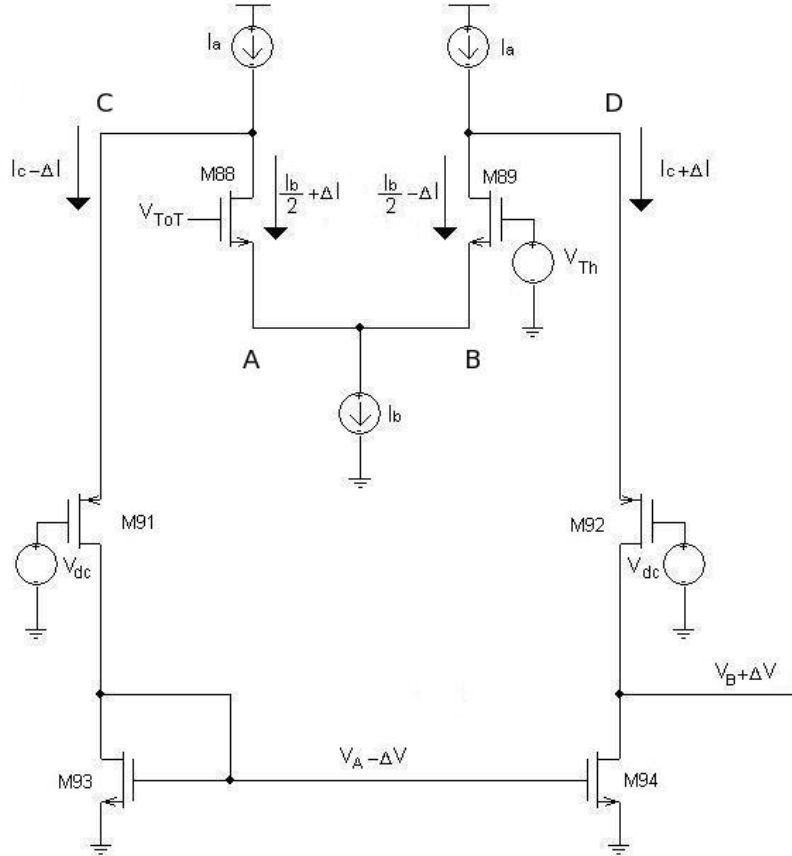 Ia
Ia
C
D
Ic−ΔI
M88
Ib/2 +ΔI
Ib/2 −ΔI
M89
Ic+ΔI
VToT
VTh
A
B
Ib
M91
M92
Vdc
Vdc
VB+ΔV
VA−ΔV
M93
M94